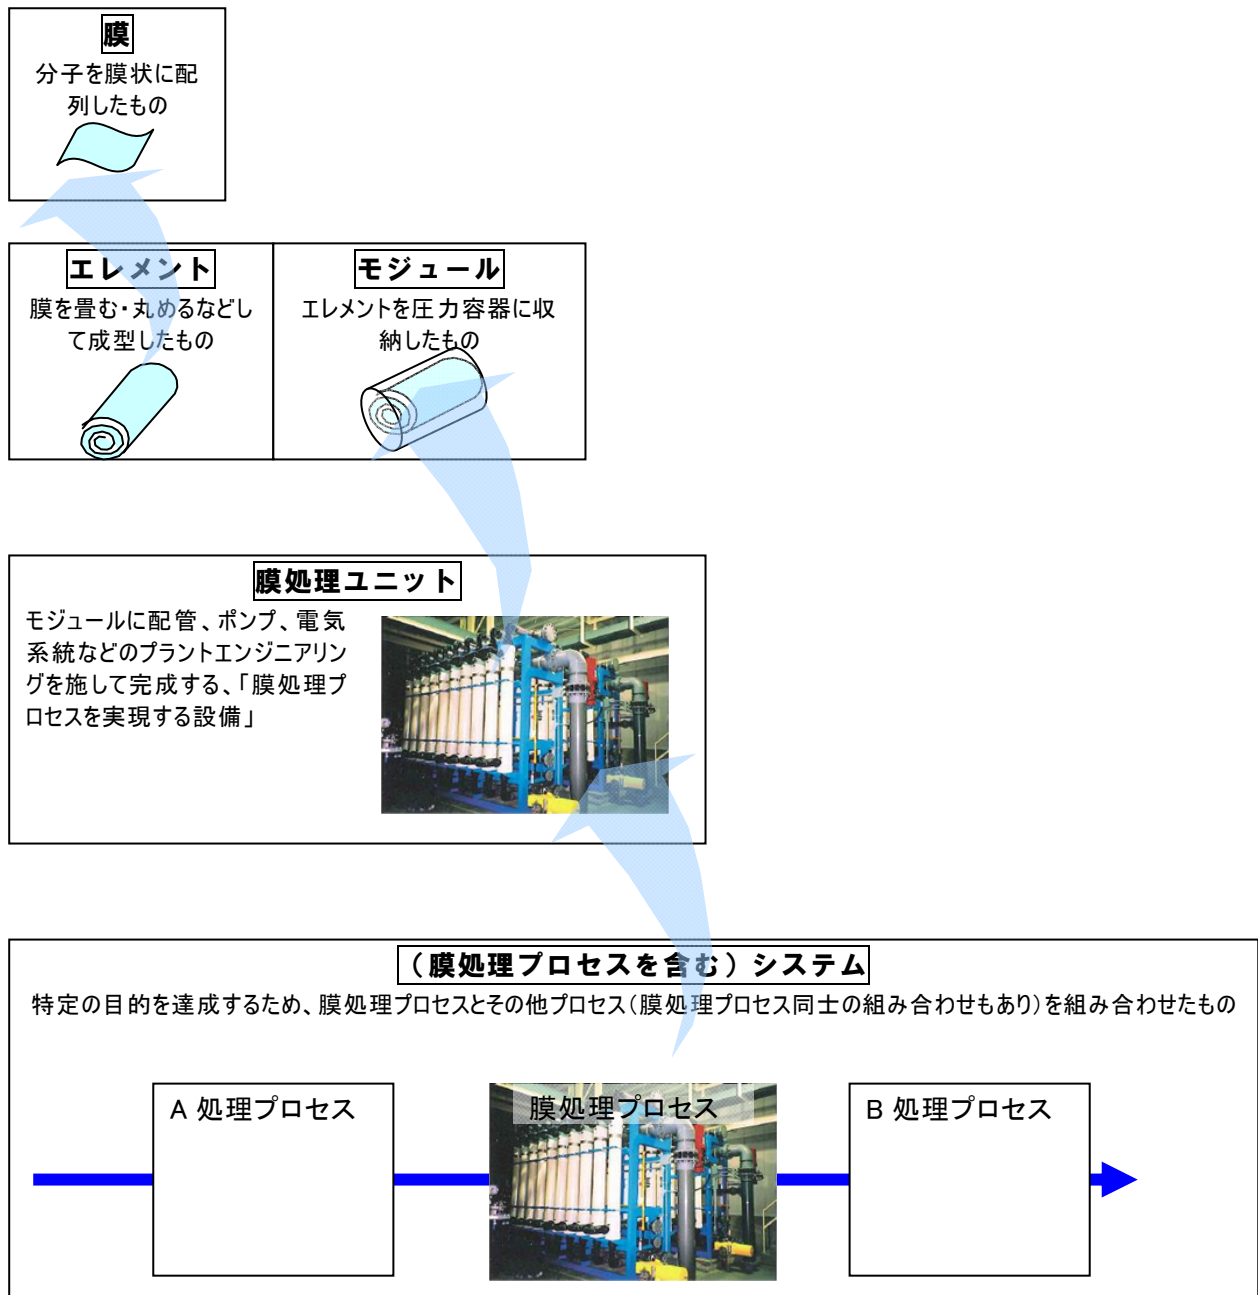 膜
分子を膜状に配
列したもの
エレメント
膜を畳む・丸めるなどし
て成型したもの
モジュール
エレメントを圧力容器に収
納したもの
膜処理ユニット
モジュールに配管、ポンプ、電気
系統などのプラントエンジニアリン
グを施して完成する、「膜処理プ
ロセスを実現する設備」
（膜処理プロセスを含む）システム
特定の目的を達成するため、膜処理プロセスとその他プロセス（膜処理プロセス同士の組み合わせもあり）を組み合わせたもの
A 処理プロセス
膜処理プロセス
B 処理プロセス